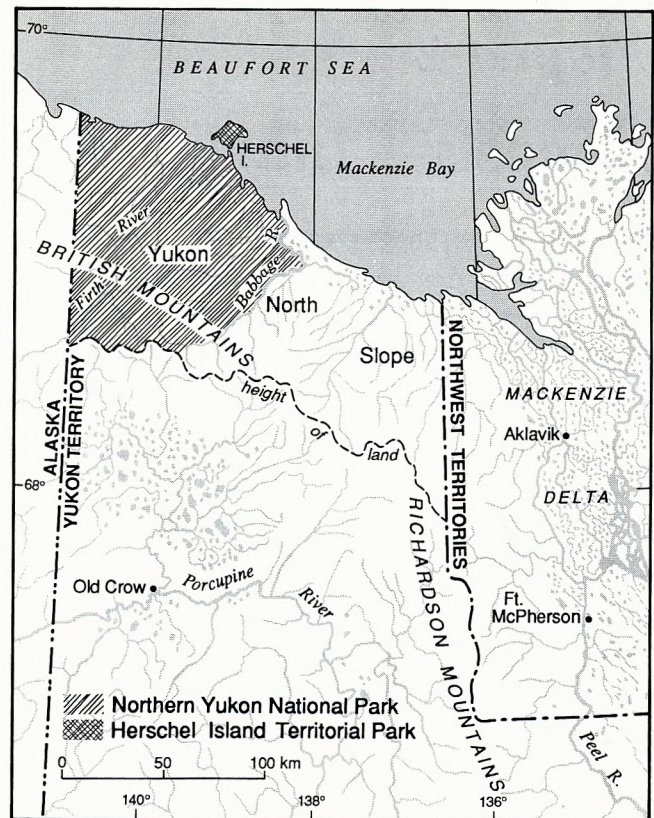 70°
BEAUFORT SEA
HERSCHEL
I.
Mackenzie Bay
River
Yukon
BRITISH MOUNTAINS
Firth
Babbage R.
North
Slope
height
of
land
ALASKA
YUKON TERRITORY
NORTHWEST TERRITORIES
MACKENZIE
Aklavik
DELTA
68°
RICHARDSON MOUNTAINS
Old Crow
Porcupine
River
Ft.
McPherson
Peel R.
Northern Yukon National Park
Herschel Island Territorial Park
0 50 100 km
140° 138° 136°